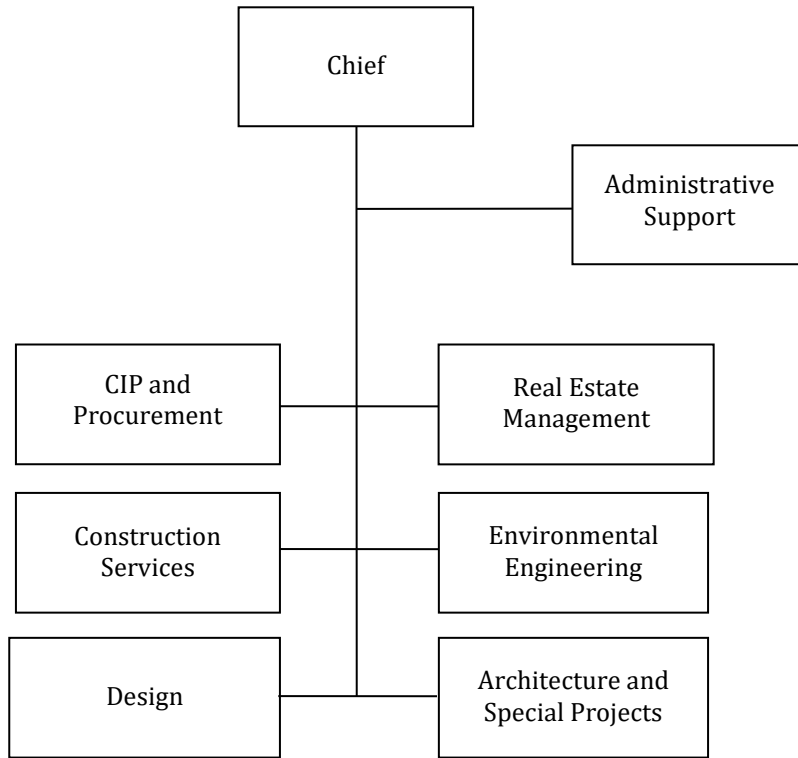 Chief
Administrative
Support
CIP and
Procurement
Real Estate
Management
Construction
Services
Environmental
Engineering
Design
Architecture and
Special Projects